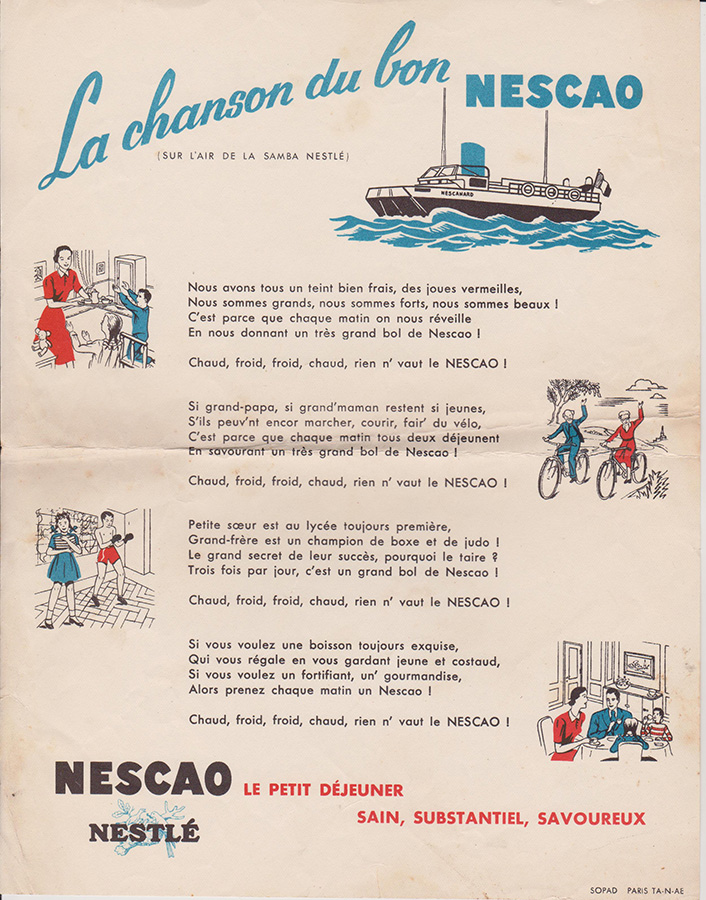 La chanson du bon NESCAO
(SUR L'AIR DE LA SAMBA NESTLÉ)
NESCANARD
Nous avons tous un teint bien frais, des joues vermeilles,
Nous sommes grands, nous sommes forts, nous sommes beaux !
C'est parce que chaque matin on nous réveille
En nous donnant un très grand bol de Nescao !
Chaud, froid, froid, chaud, rien n' vaut le NESCAO !
Si grand-papa, si grand'maman restent si jeunes,
S'ils peuv'nt encor marcher, courir, fair' du vélo,
C'est parce que chaque matin tous deux déjeunent
En savourant un très grand bol de Nescao !
Chaud, froid, froid, chaud, rien n' vaut le NESCAO !
Petite sœur est au lycée toujours première,
Grand-frère est un champion de boxe et de judo !
Le grand secret de leur succès, pourquoi le taire ?
Trois fois par jour, c'est un grand bol de Nescao !
Chaud, froid, froid, chaud, rien n' vaut le NESCAO !
Si vous voulez une boisson toujours exquise,
Qui vous régale en vous gardant jeune et costaud,
Si vous voulez un fortifiant, un' gourmandise,
Alors prenez chaque matin un Nescao !
Chaud, froid, froid, chaud, rien n' vaut le NESCAO !
NESCAO LE PETIT DÉJEUNER
SAIN, SUBSTANTIEL, SAVOUREUX
NESTLÉ
SOPAD PARIS TA-N-AE